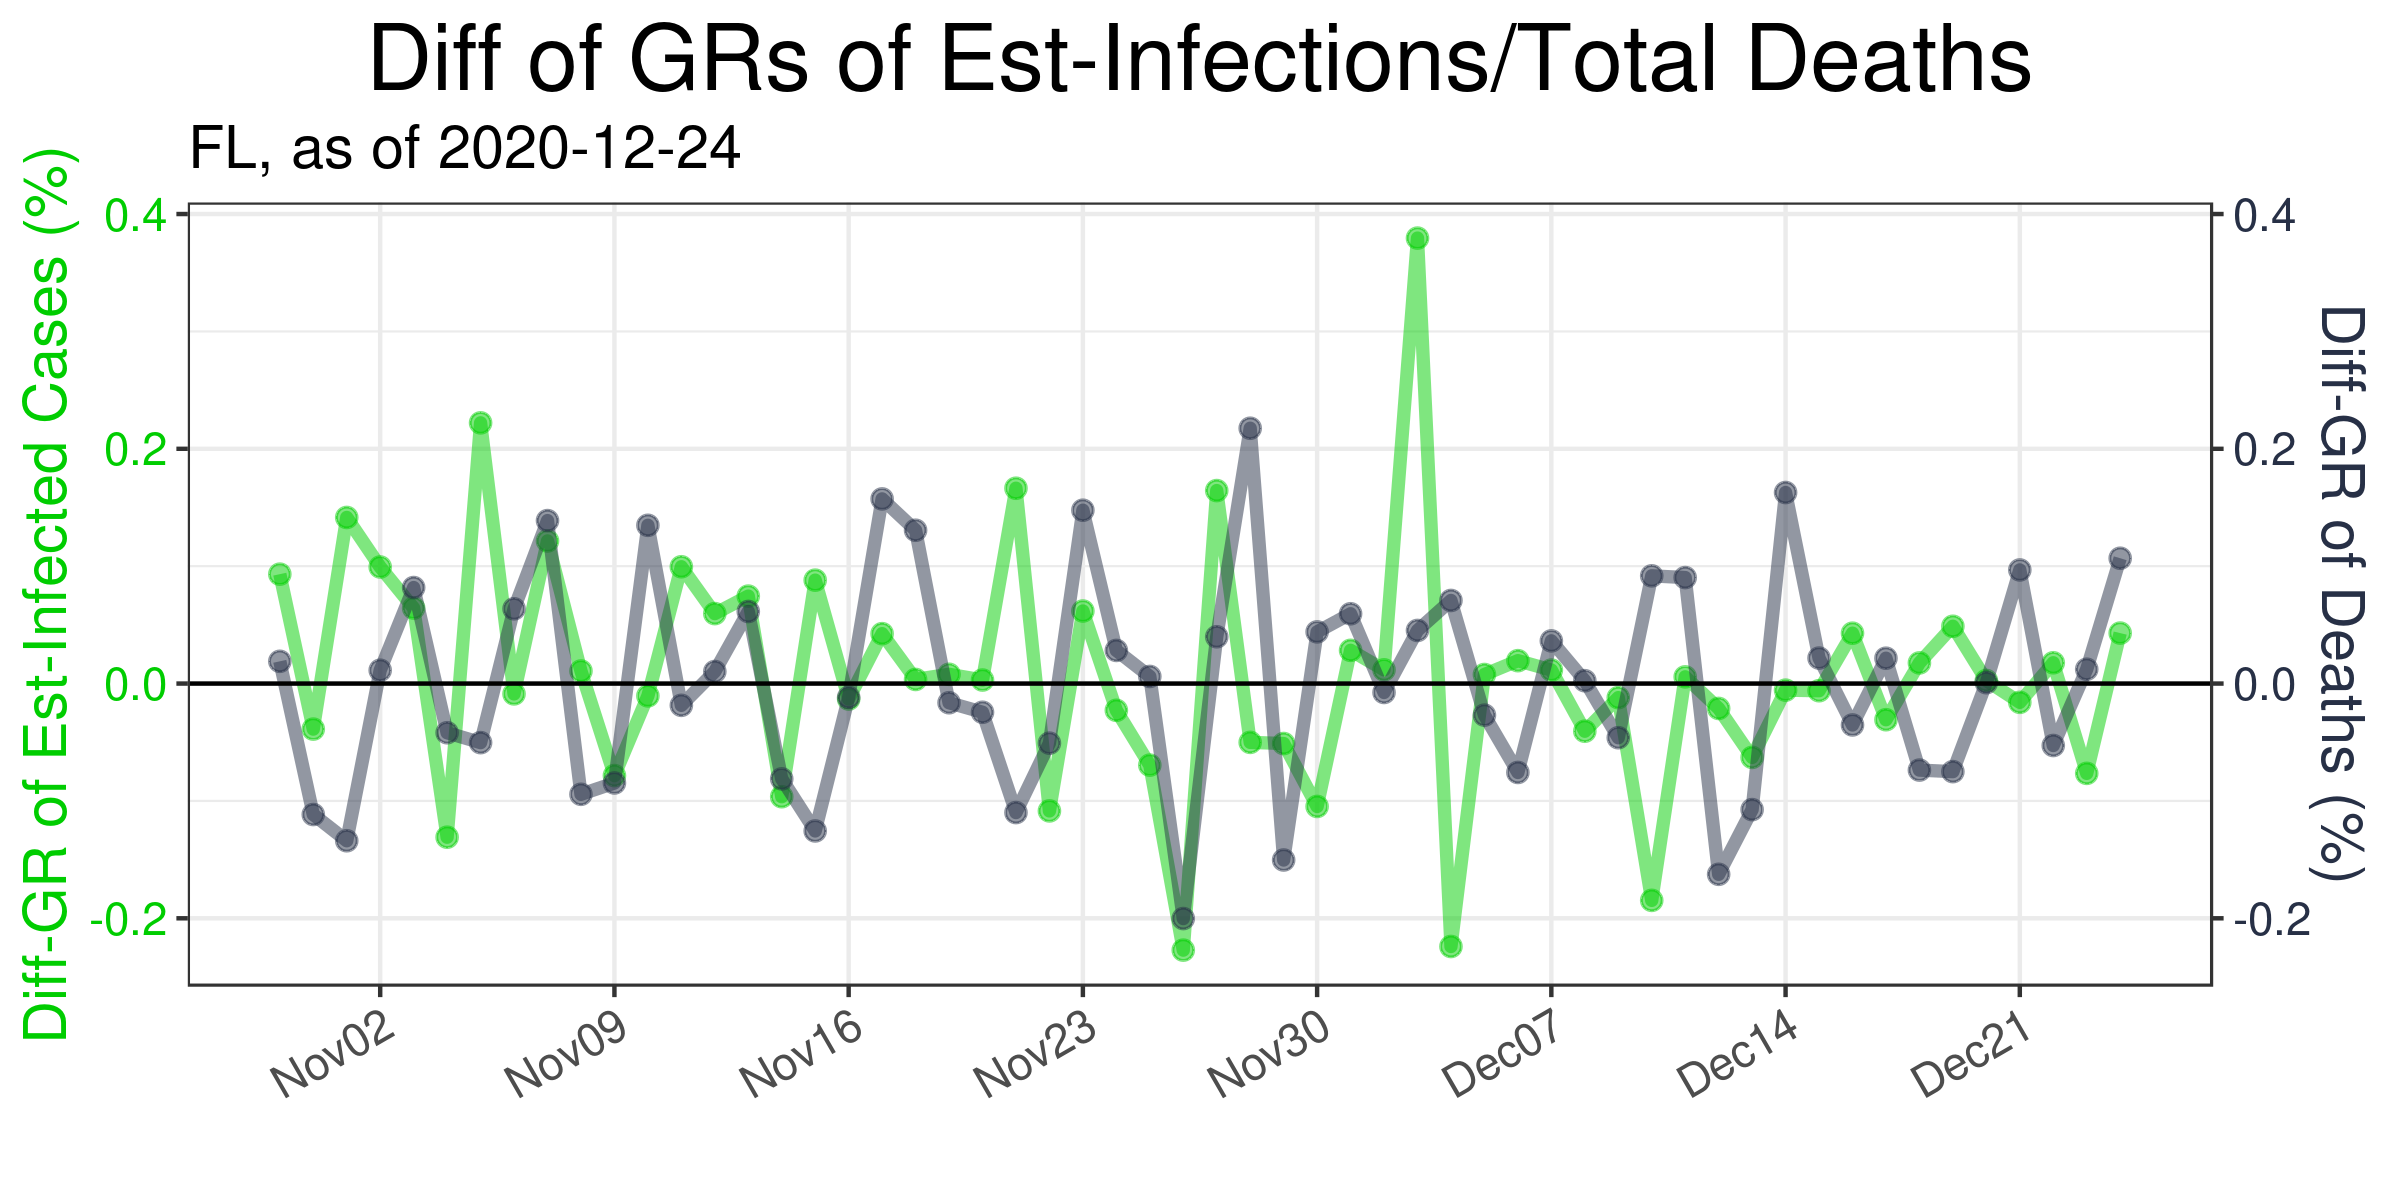 Diff of GRs of Est-Infections/Total Deaths
FL, as of 2020-12-24
Diff-GR of Est-Infected Cases (%)
0.4
0.2
0.0
-0.2
0.4
0.2
0.0
-0.2
Diff-GR of Deaths (%)
Nov02
Nov09
Nov16
Nov23
Nov30
Dec07
Dec14
Dec21